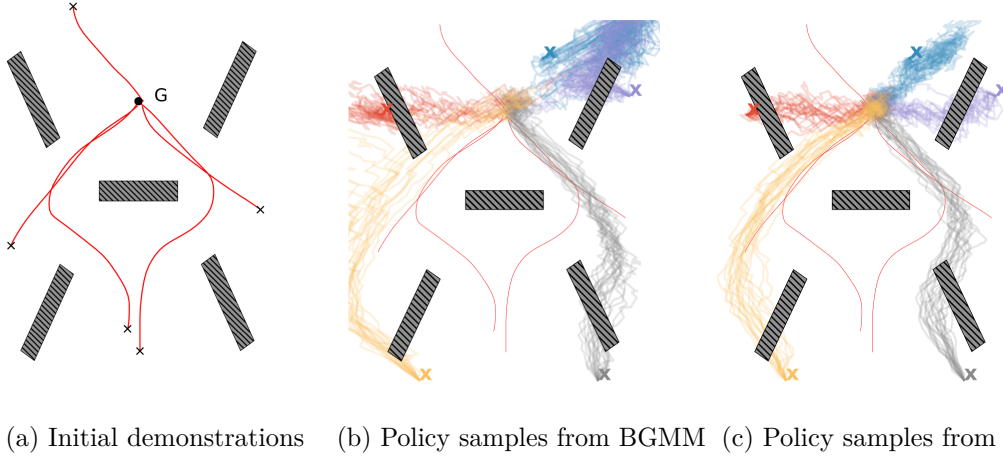 G
(a) Initial demonstrations
(b) Policy samples from BGMM
(c) Policy samples from